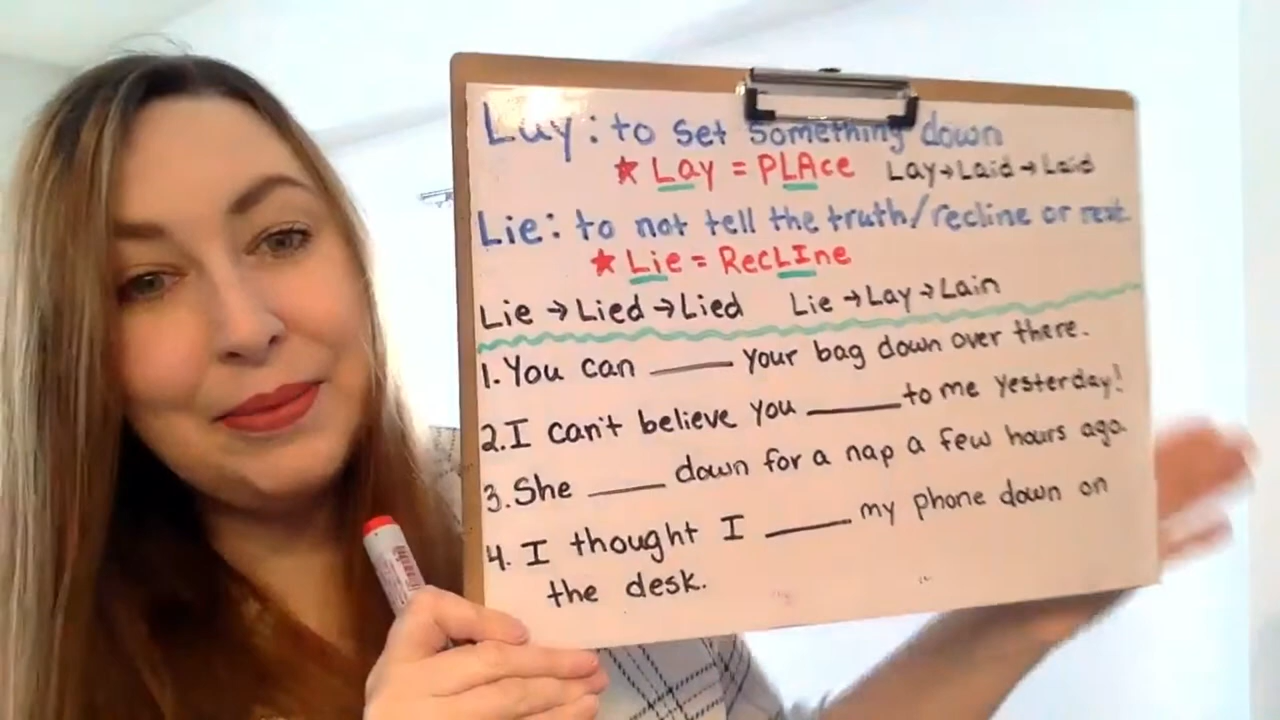 Lay: to set something down
★ Lay = PLAce Lay→Laid→Laid
Lie: to not tell the truth/recline or rest.
★ Lie = RecLIne
Lie→Lied→Lied Lie→Lay→Lain
1. You can ____ your bag down over there.
2. I can't believe you ____ to me yesterday!
3. She ____ down for a nap a few hours ago.
4. I thought I ____ my phone down on
the desk.